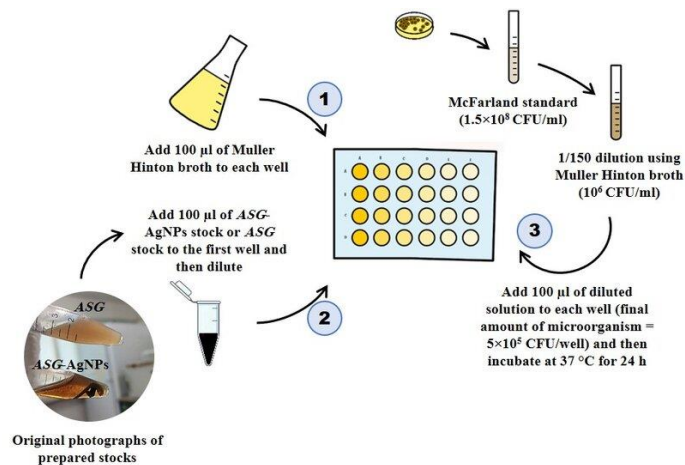 1
Add 100 µl of Muller
Hinton broth to each well
McFarland standard
(1.5×10⁸ CFU/ml)
1/150 dilution using
Muller Hinton broth
(10⁶ CFU/ml)
Add 100 µl of ASG-
AgNPs stock or ASG
stock to the first well and
then dilute
2
3
Add 100 µl of diluted
solution to each well (final
amount of microorganism =
5×10⁵ CFU/well) and then
incubate at 37 °C for 24 h
ASG
ASG-AgNPs
Original photographs of
prepared stocks